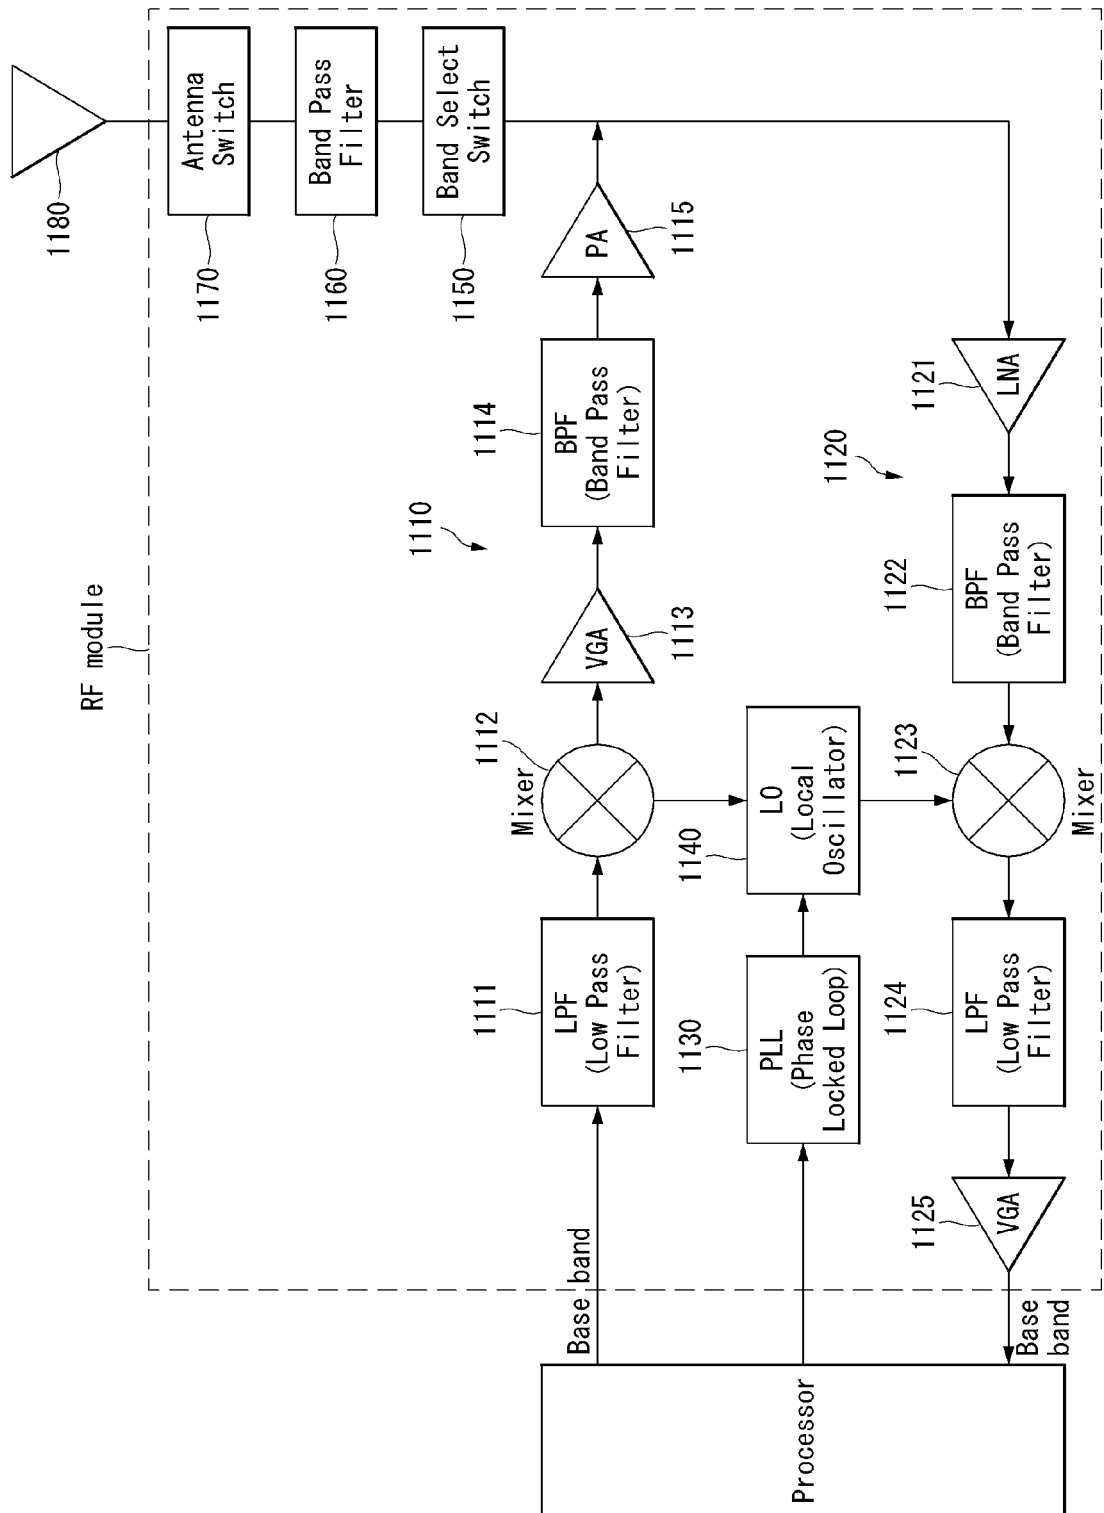 RF module
1180
Antenna
Switch
1170
Band Pass
Filter
1160
Band Select
Switch
1150
Processor
Base band
LPF
(Low Pass
Filter)
1111
Mixer
1112
VGA
1113
1110
BPF
(Band Pass
Filter)
1114
PA
1115
PLL
(Phase
Locked Loop)
1130
LO
(Local
Oscillator)
1140
LNA
1121
1120
BPF
(Band Pass
Filter)
1122
1123
Mixer
LPF
(Low Pass
Filter)
1124
VGA
1125
Base
band